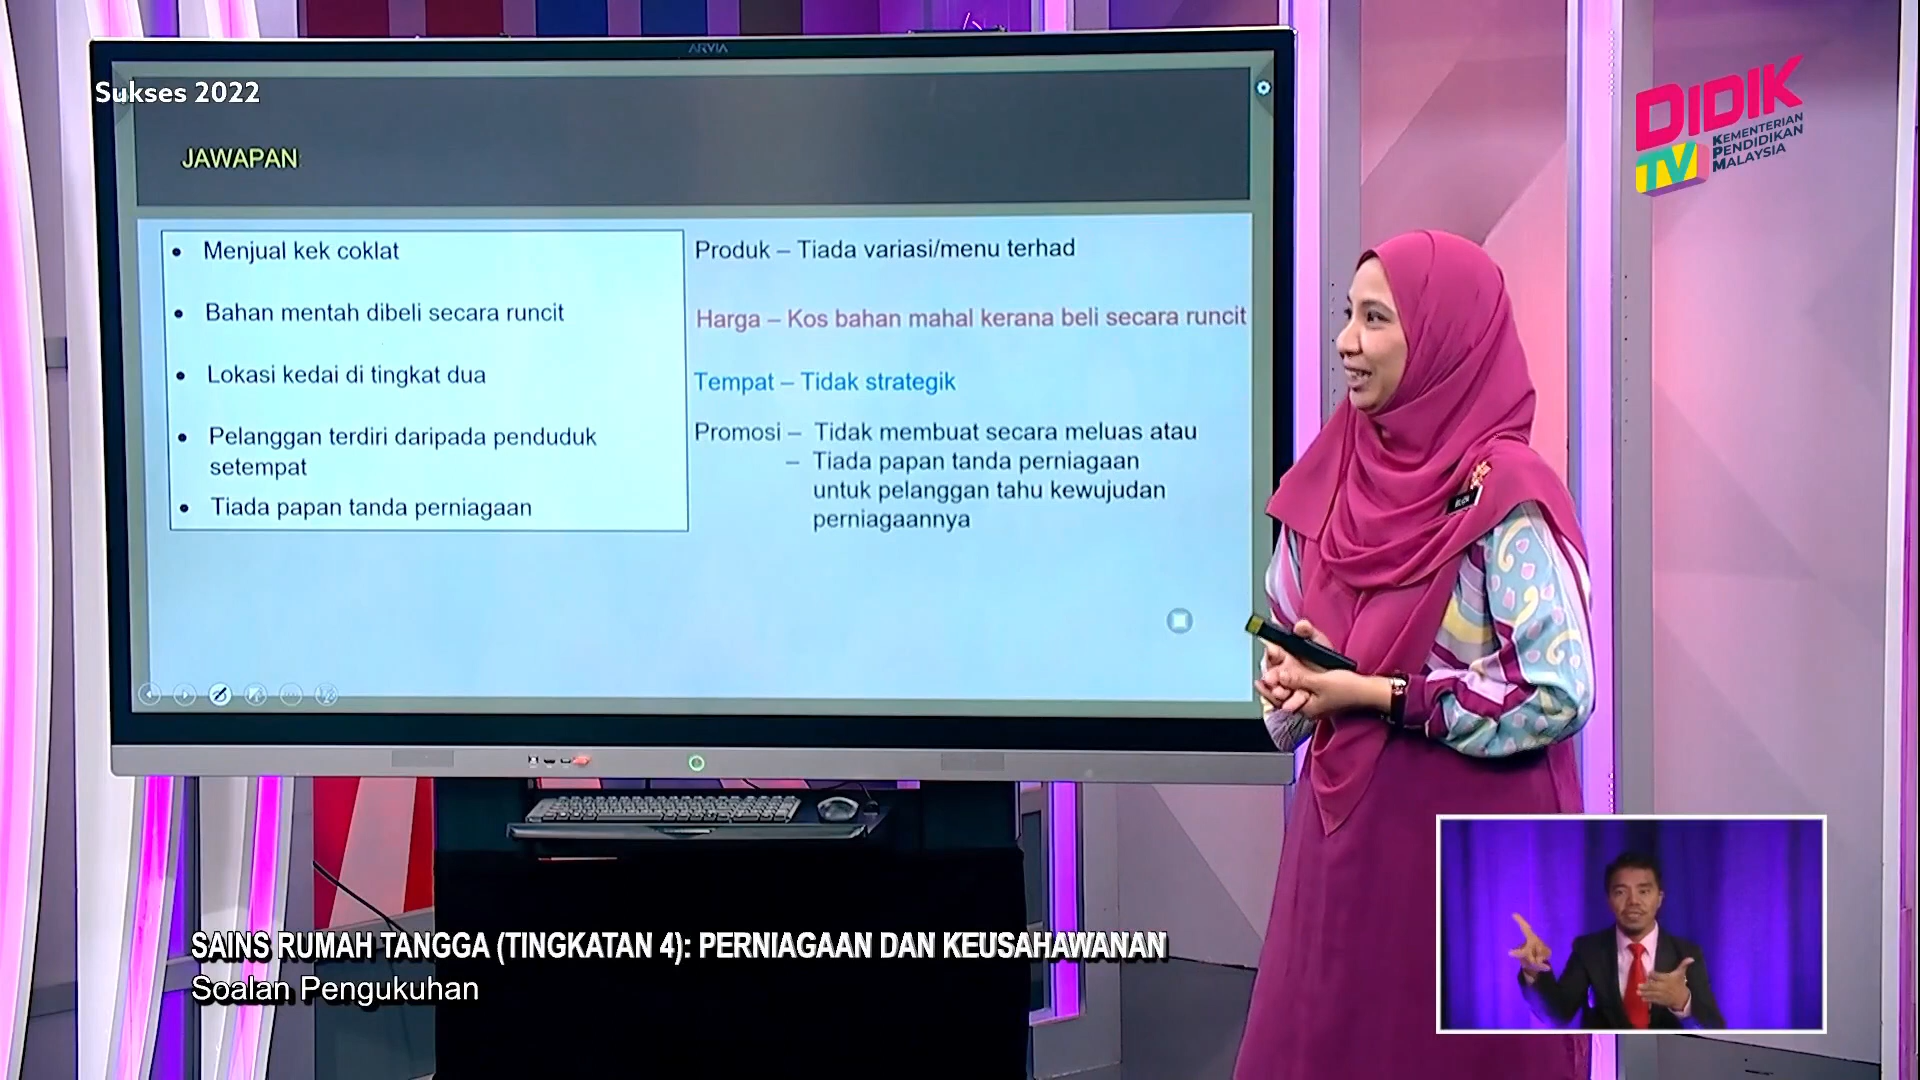 ARVIA
Sukses 2022
JAWAPAN
• Menjual kek coklat
• Bahan mentah dibeli secara runcit
• Lokasi kedai di tingkat dua
• Pelanggan terdiri daripada penduduk
setempat
• Tiada papan tanda perniagaan
Produk – Tiada variasi/menu terhad
Harga – Kos bahan mahal kerana beli secara runcit
Tempat – Tidak strategik
Promosi – Tidak membuat secara meluas atau
– Tiada papan tanda perniagaan
untuk pelanggan tahu kewujudan
perniagaannya
DIDIK
TV
KEMENTERIAN
PENDIDIKAN
MALAYSIA
SAINS RUMAH TANGGA (TINGKATAN 4): PERNIAGAAN DAN KEUSAHAWANAN
Soalan Pengukuhan